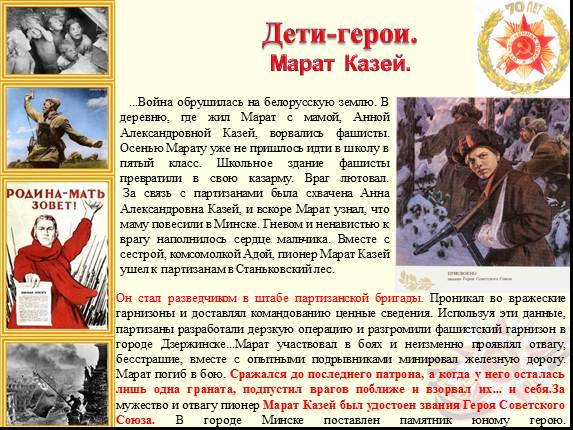 Дети-герои.
Марат Казей.
70 ЛЕТ
...Война обрушилась на белорусскую землю. В
деревню, где жил Марат с мамой, Анной
Александровной Казей, ворвались фашисты.
Осенью Марату уже не пришлось идти в школу в
пятый класс. Школьное здание фашисты
превратили в свою казарму. Враг лютовал.
За связь с партизанами была схвачена Анна
Александровна Казей, и вскоре Марат узнал, что
маму повесили в Минске. Гневом и ненавистью к
врагу наполнилось сердце мальчика. Вместе с
сестрой, комсомолкой Адой, пионер Марат Казей
ушел к партизанам в Станьковский лес.
РОДИНА-МАТЬ
ЗОВЕТ!
ПРИСВОЕНО
звание Героя Советского Союза
Он стал разведчиком в штабе партизанской бригады. Проникал во вражеские
гарнизоны и доставлял командованию ценные сведения. Используя эти данные,
партизаны разработали дерзкую операцию и разгромили фашистский гарнизон в
городе Дзержинске...Марат участвовал в боях и неизменно проявлял отвагу,
бесстрашие, вместе с опытными подрывниками минировал железную дорогу.
Марат погиб в бою. Сражался до последнего патрона, а когда у него осталась
лишь одна граната, подпустил врагов поближе и взорвал их... и себя.За
мужество и отвагу пионер Марат Казей был удостоен звания Героя Советского
Союза. В городе Минске поставлен памятник юному герою.